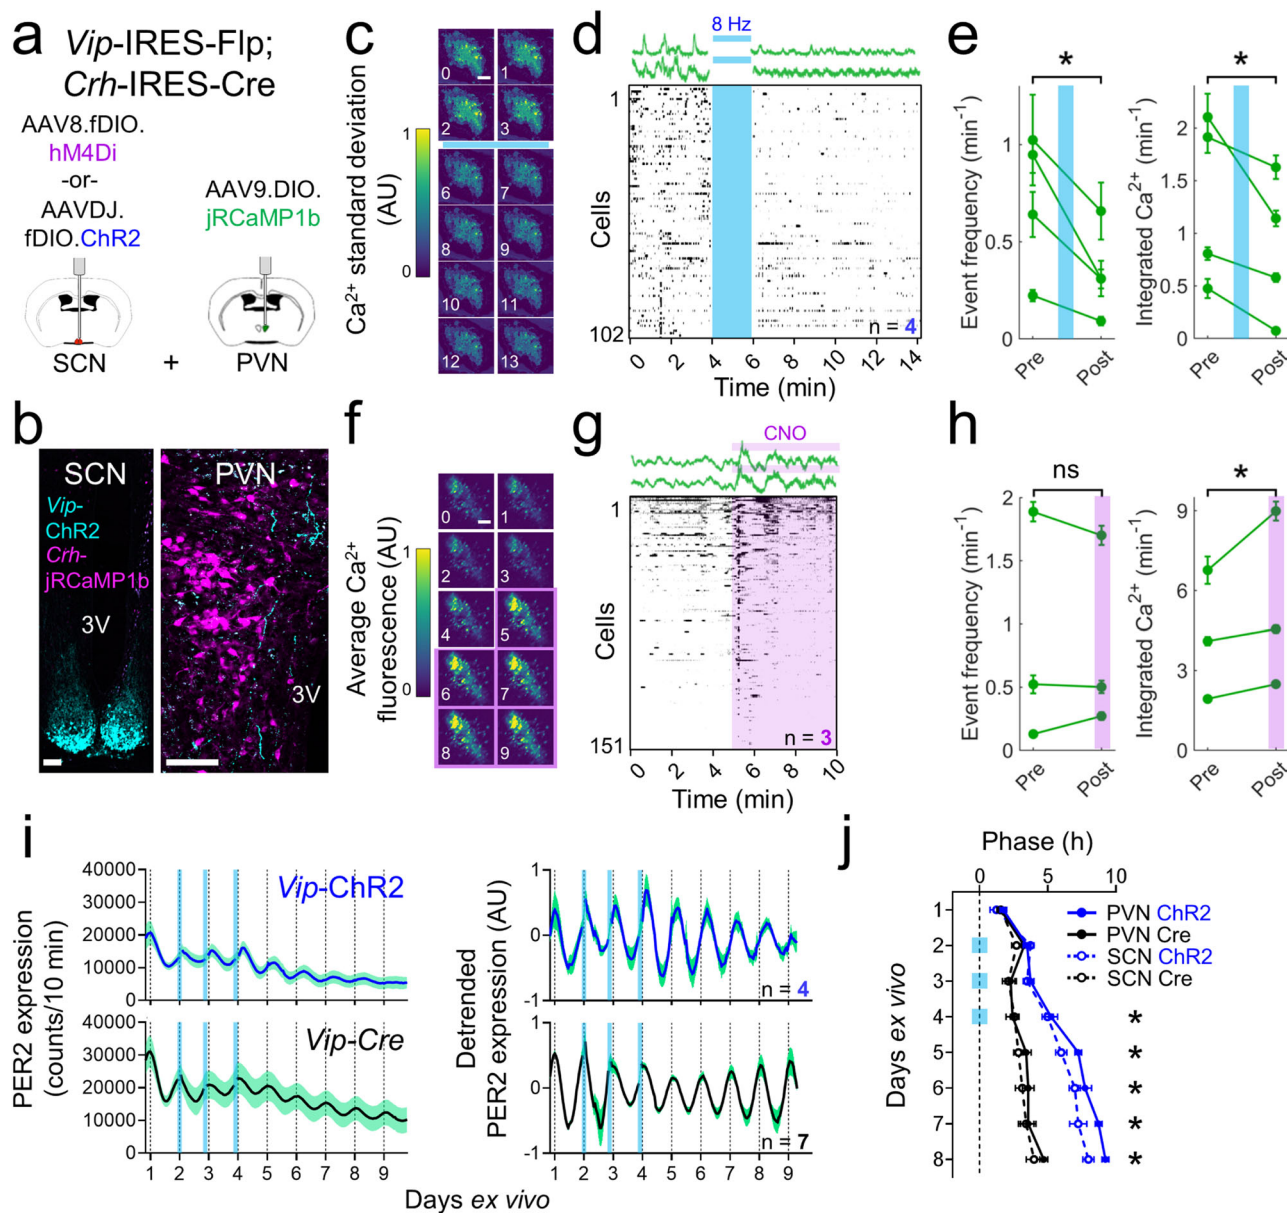 a
Vip-IRES-Flp;
Crh-IRES-Cre
AAV8.fDIO.
hM4Di
-or-
AAVDJ.
fDIO.ChR2
AAV9.DIO.
jRCaMP1b
SCN
+
PVN
b
SCN
PVN
Vip-
ChR2
Crh-
jRCaMP1b
3V
3V
c
Ca2+ standard deviation
(AU)
1
0
0
1
2
3
6
7
8
9
10
11
12
13
d
8 Hz
Cells
1
102
n = 4
0 2 4 6 8 10 12 14
Time (min)
e
*
Event frequency (min-1)
1
0.5
0
Pre
Post
*
Integrated Ca2+ (min-1)
2
1.5
1
0.5
0
Pre
Post
f
Average Ca2+
fluorescence (AU)
1
0
0
1
2
3
4
5
6
7
8
9
g
CNO
Cells
1
151
n = 3
0 2 4 6 8 10
Time (min)
h
ns
Event frequency (min-1)
2
1.5
1
0.5
0
Pre
Post
*
Integrated Ca2+ (min-1)
9
6
3
0
Pre
Post
i
PER2 expression
(counts/10 min)
Vip-ChR2
40000
30000
20000
10000
0
Vip-Cre
40000
30000
20000
10000
0
1 2 3 4 5 6 7 8 9
Detrended
PER2 expression (AU)
1
0
-1
n = 4
1
0
-1
n = 7
1 2 3 4 5 6 7 8 9
Days ex vivo
j
Phase (h)
0 5 10
Days ex vivo
1
2
3
4
5
6
7
8
PVN ChR2
PVN Cre
SCN ChR2
SCN Cre
*
*
*
*
*